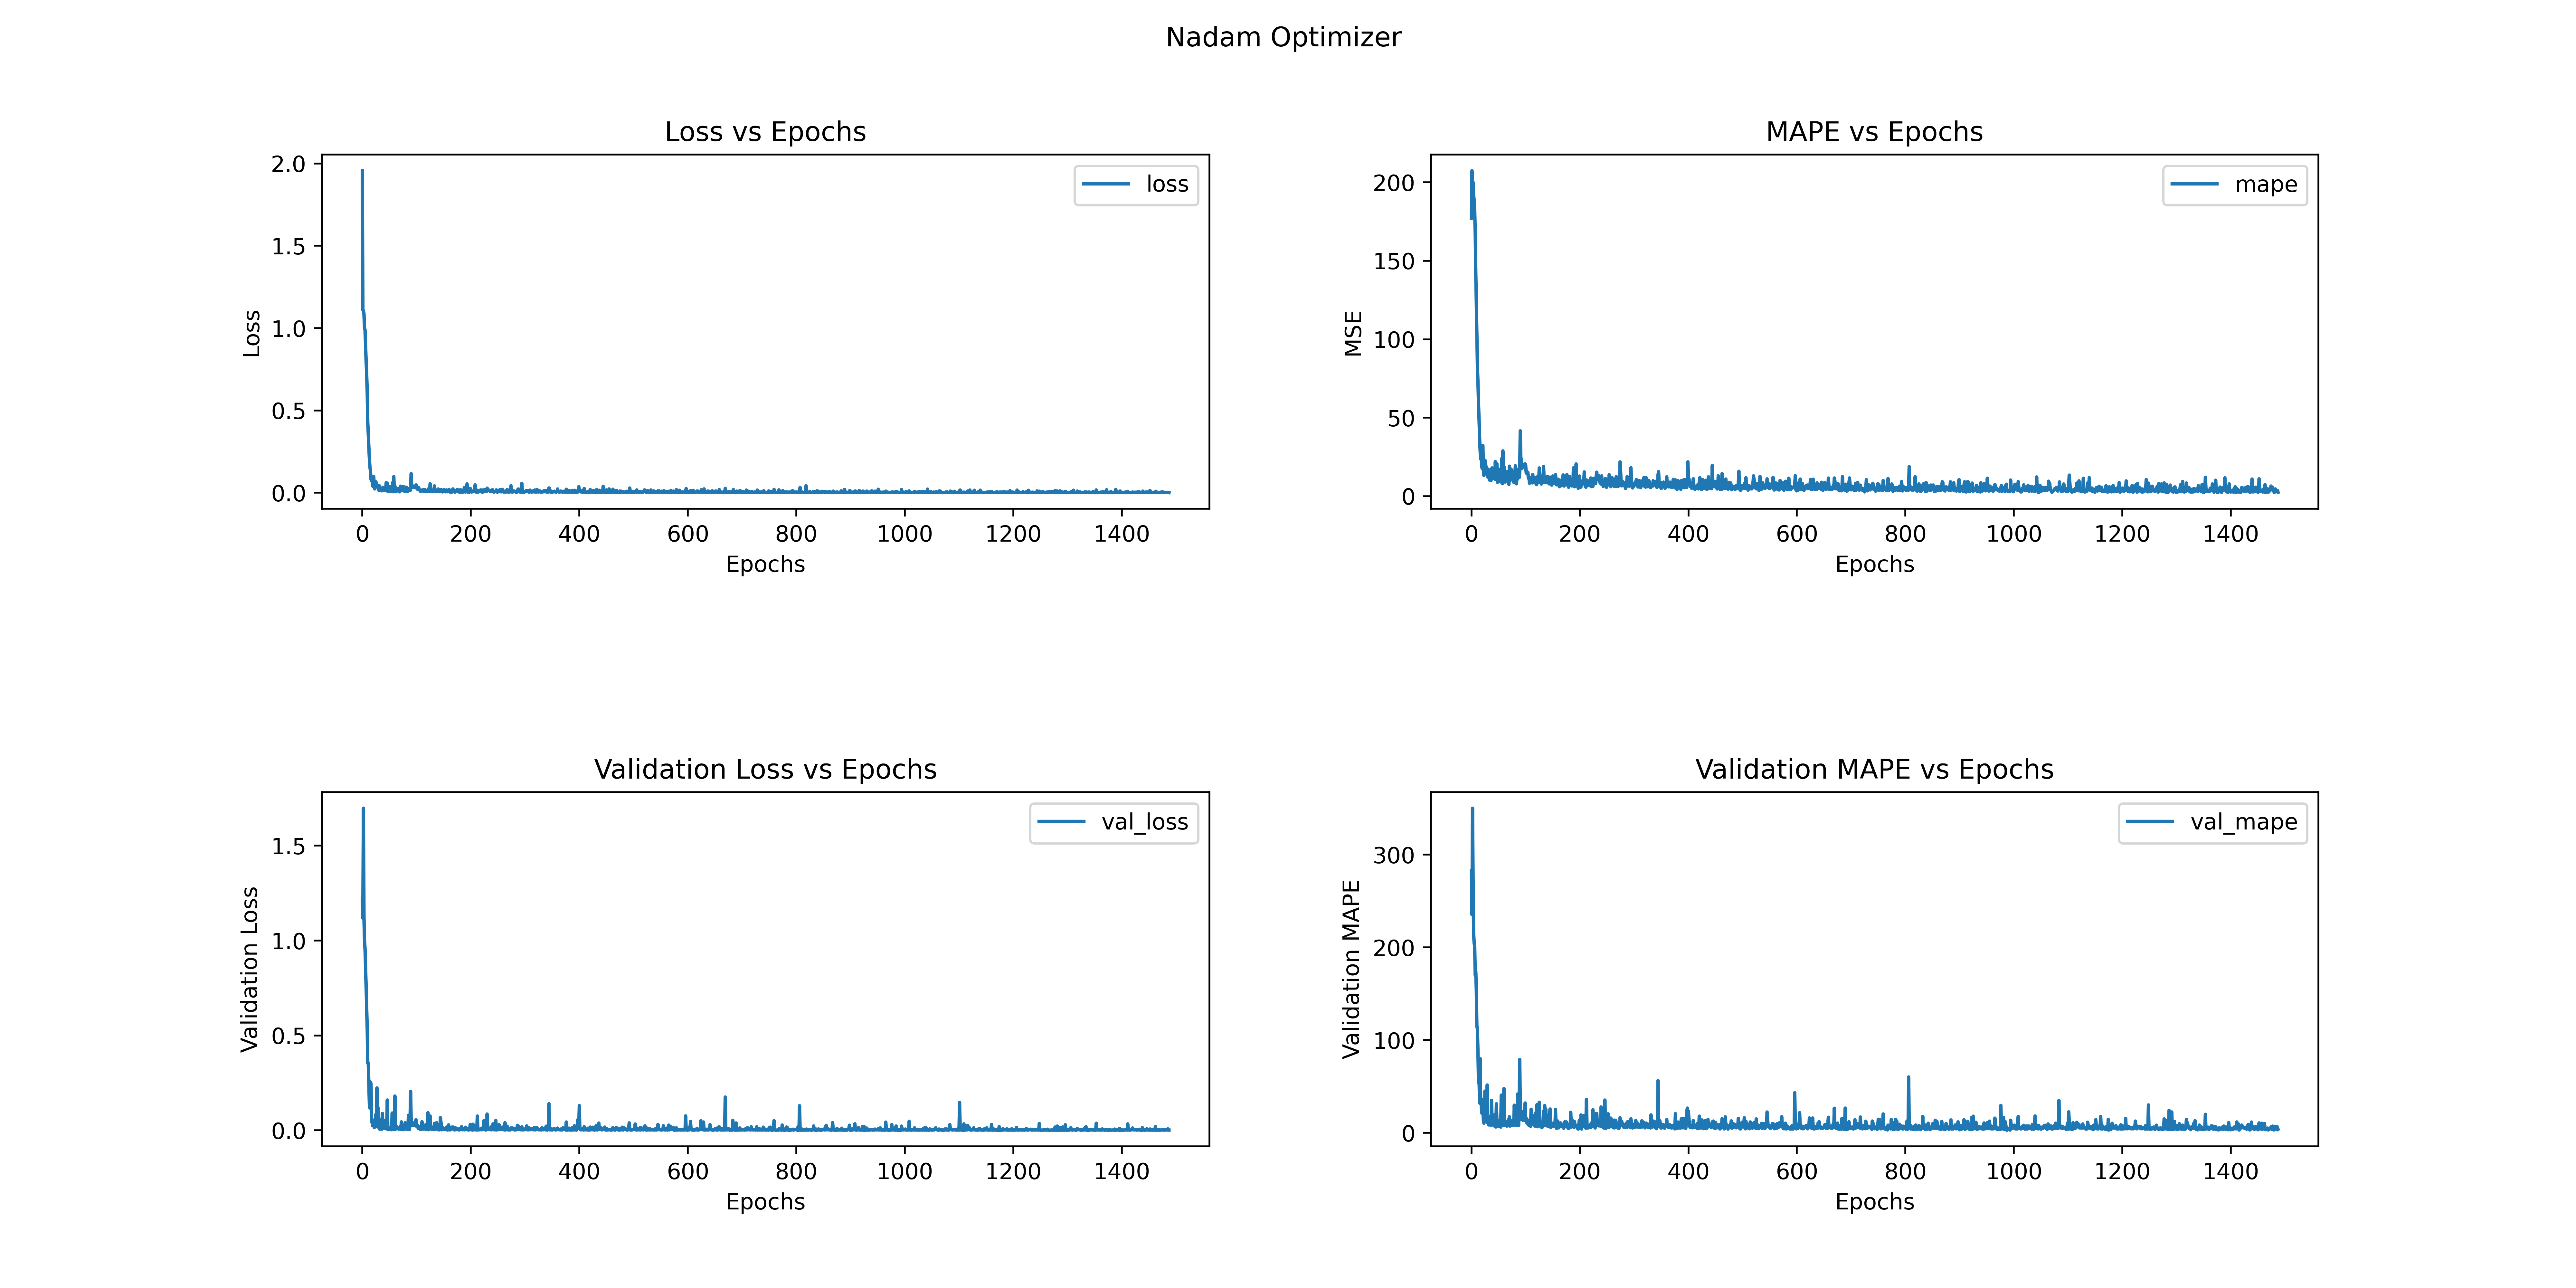 Nadam Optimizer
Loss vs Epochs
loss
2.0
1.5
1.0
0.5
0.0
Loss
0 200 400 600 800 1000 1200 1400
Epochs
MAPE vs Epochs
mape
200
150
100
50
0
MSE
0 200 400 600 800 1000 1200 1400
Epochs
Validation Loss vs Epochs
val_loss
1.5
1.0
0.5
0.0
Validation Loss
0 200 400 600 800 1000 1200 1400
Epochs
Validation MAPE vs Epochs
val_mape
300
200
100
0
Validation MAPE
0 200 400 600 800 1000 1200 1400
Epochs